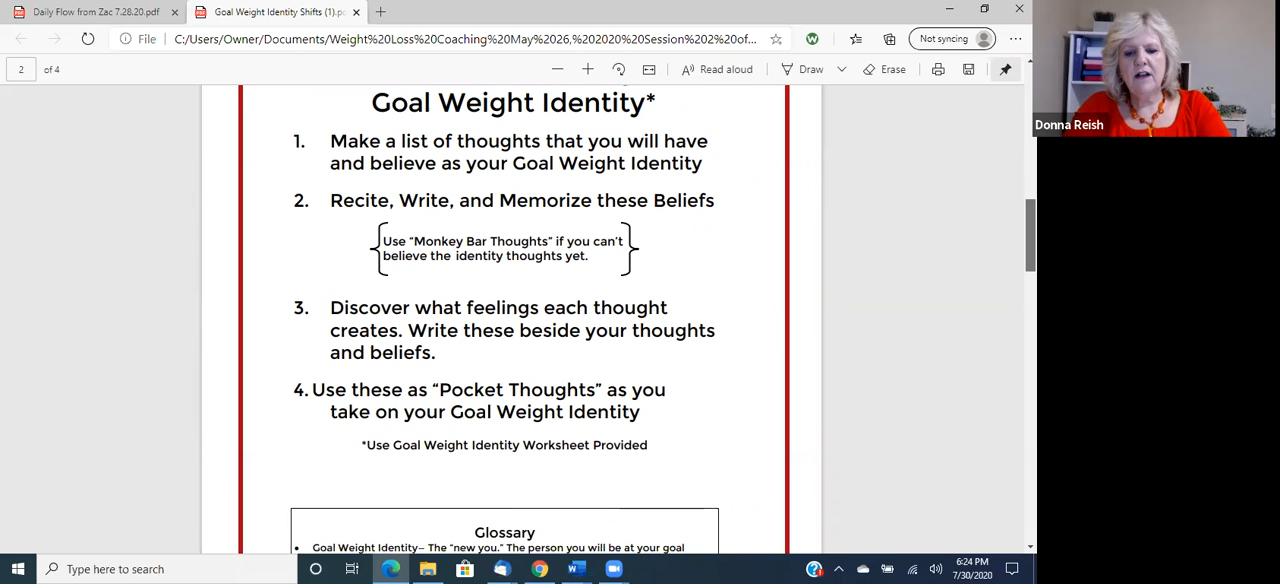 Daily Flow from Zac 7.28.20.pdf
Goal Weight Identity Shifts (1).pc
File
C:/Users/Owner/Documents/Weight%20Loss%20Coaching%20May%2026,%202020%20Session%202%20of...
Not syncing
2 of 4
Read aloud
Draw
Erase
Donna Reish
Goal Weight Identity*
1. Make a list of thoughts that you will have
and believe as your Goal Weight Identity
2. Recite, Write, and Memorize these Beliefs
Use “Monkey Bar Thoughts” if you can’t
believe the identity thoughts yet.
3. Discover what feelings each thought
creates. Write these beside your thoughts
and beliefs.
4. Use these as “Pocket Thoughts” as you
take on your Goal Weight Identity
*Use Goal Weight Identity Worksheet Provided
Glossary
• Goal Weight Identity– The “new you.” The person you will be at your goal
Type here to search
6:24 PM
7/30/2020